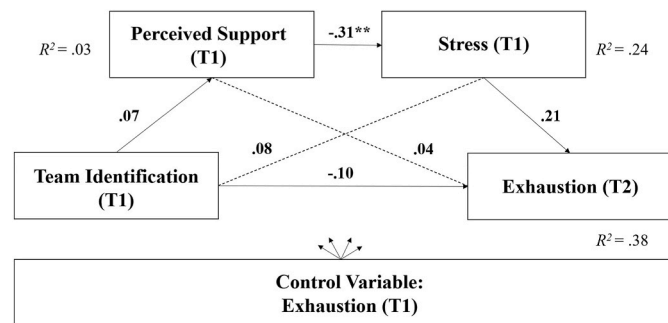 Perceived Support
(T1)
R² = .03
-.31**
Stress (T1)
R² = .24
.07
.08
.04
.21
Team Identification
(T1)
-.10
Exhaustion (T2)
R² = .38
Control Variable:
Exhaustion (T1)